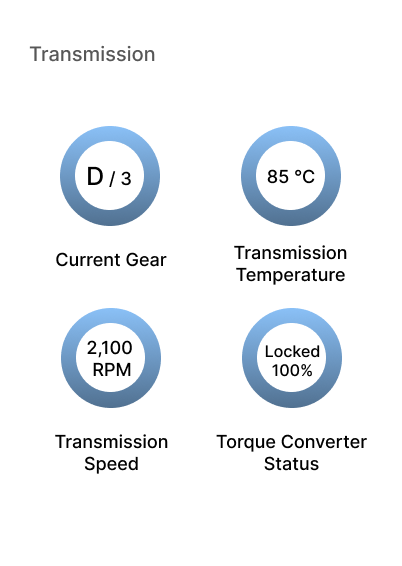 Transmission
D / 3
Current Gear
85 °C
Transmission
Temperature
2,100
RPM
Transmission
Speed
Locked
100%
Torque Converter
Status